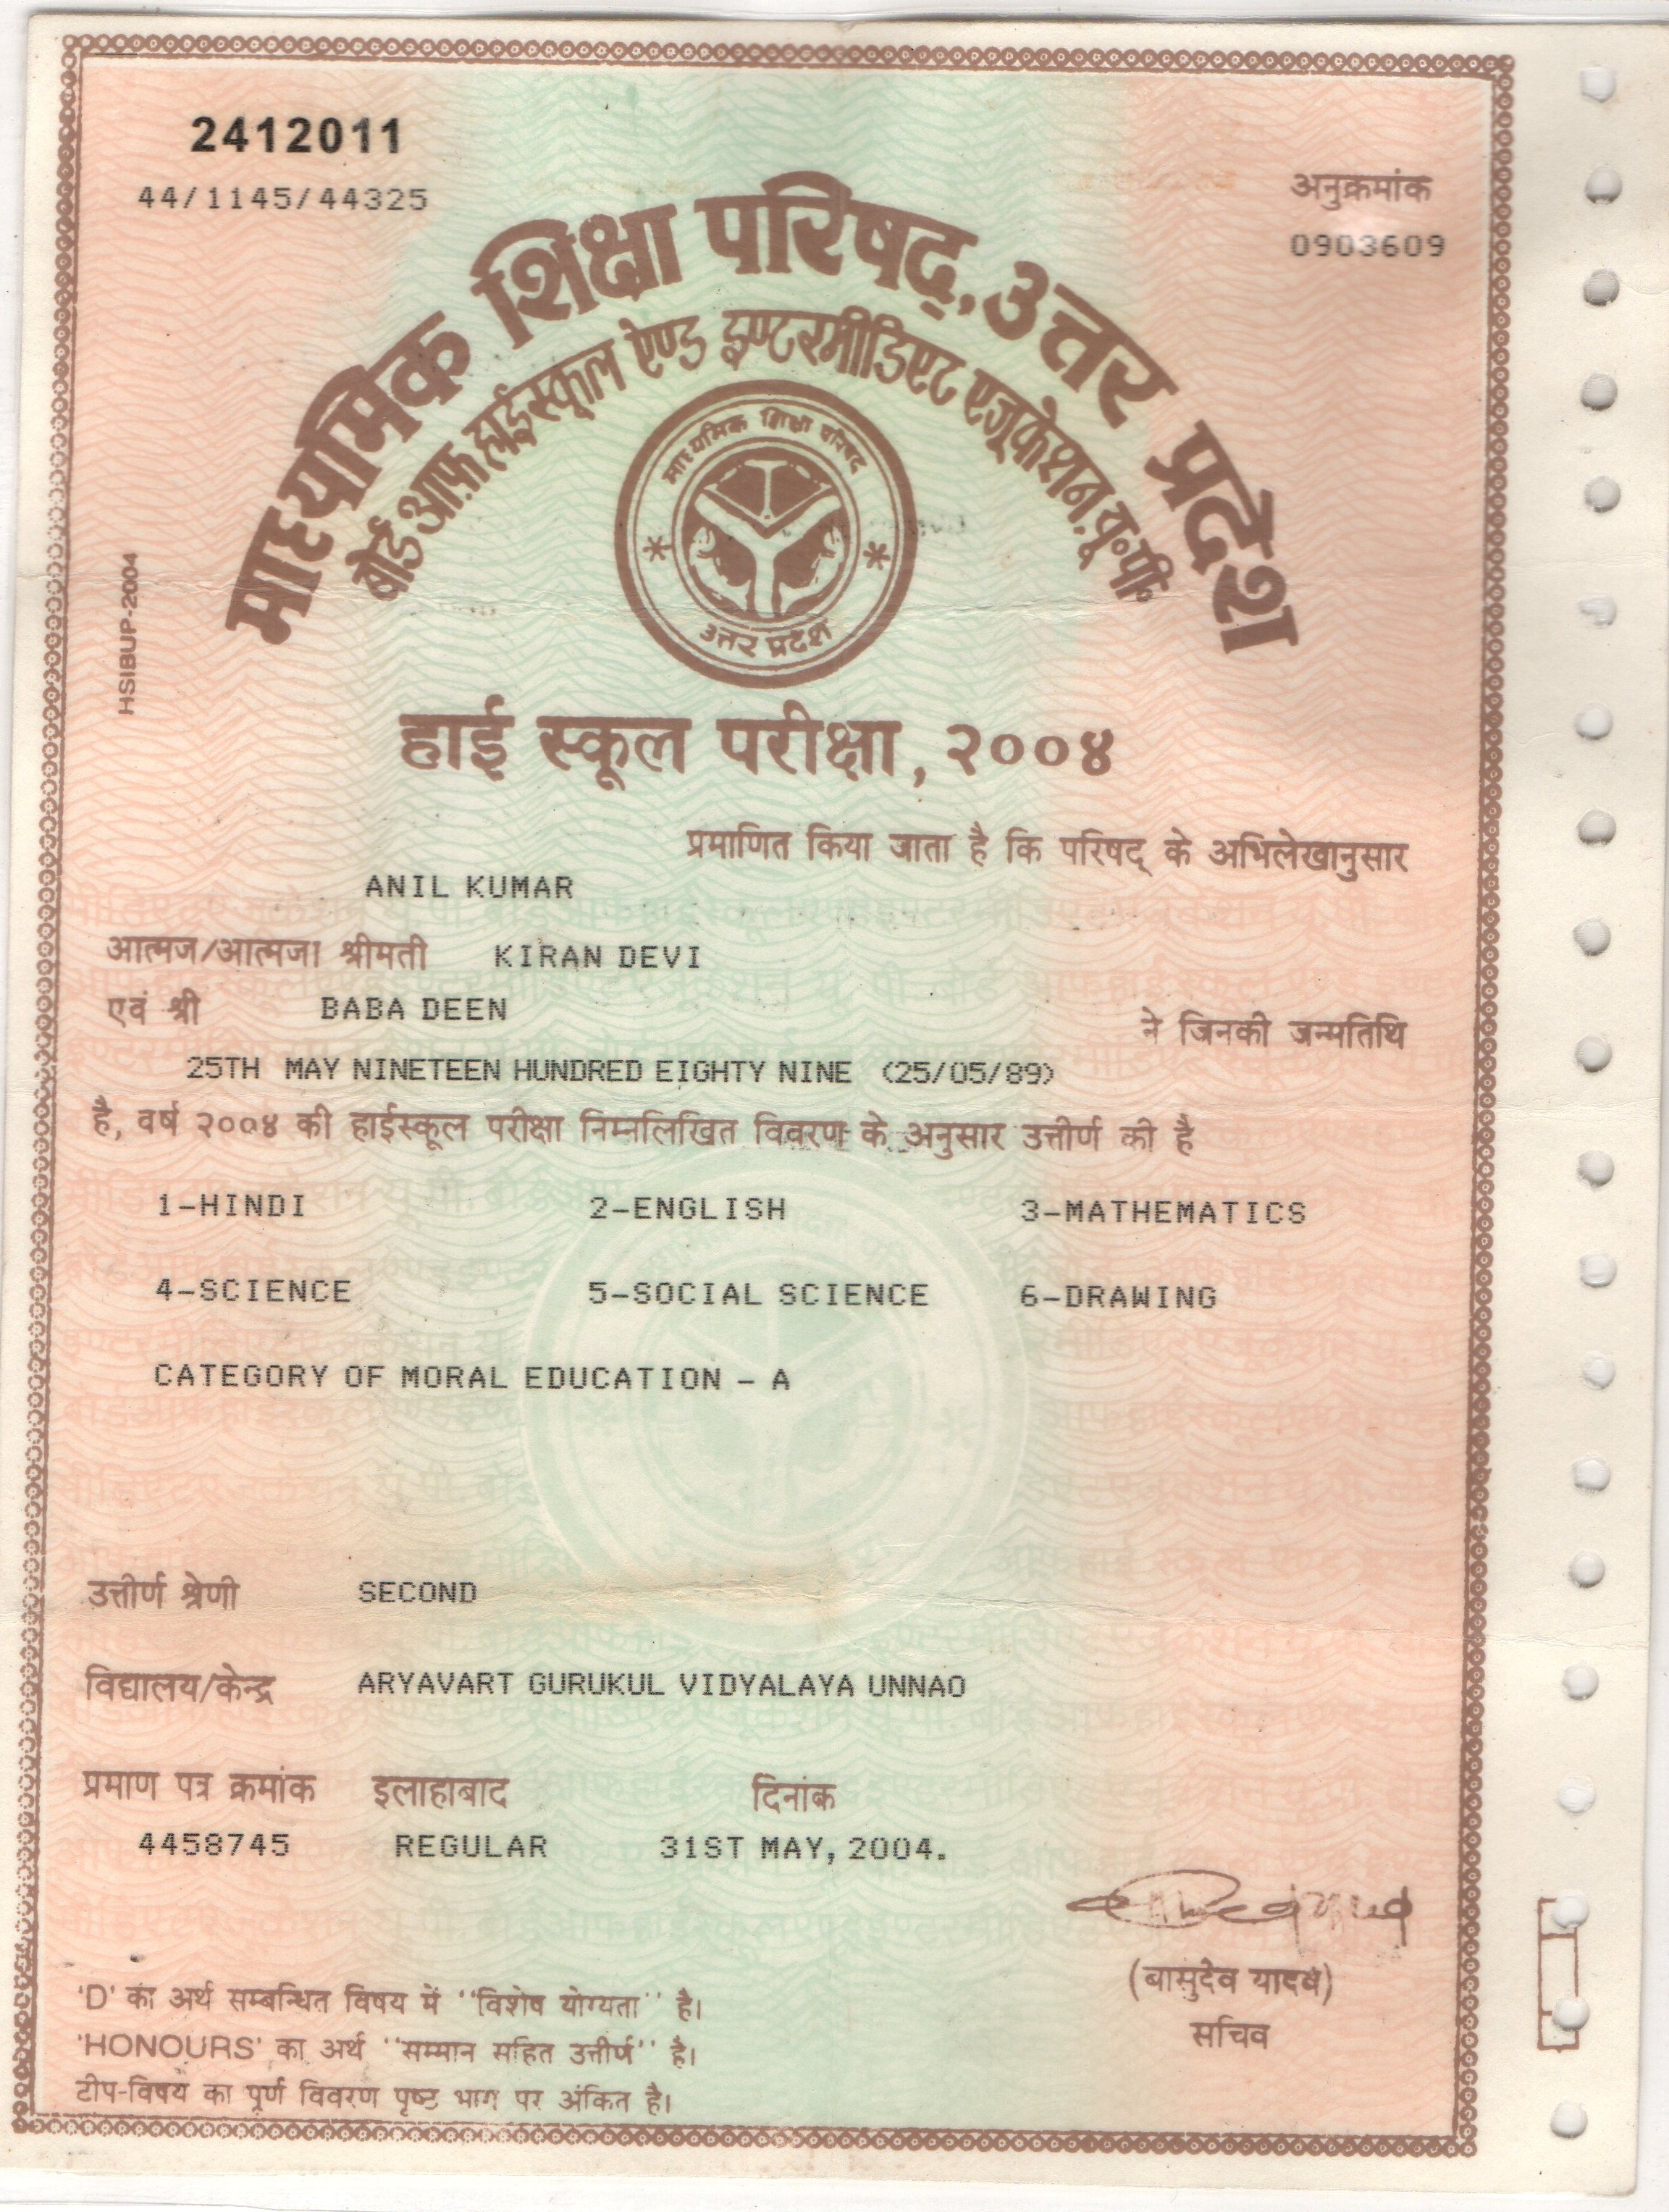 2412011
44/1145/44325
अनुक्रमांक
0903609
माध्यमिक शिक्षा परिषद्, उत्तर प्रदेश
बोर्ड आफ़ हाईस्कूल ऐण्ड इण्टरमीडिएट एजूकेशन, यू॰पी॰
माध्यमिक शिक्षा परिषद
उत्तर प्रदेश
HSIBUP-2004
हाई स्कूल परीक्षा, २००४
प्रमाणित किया जाता है कि परिषद् के अभिलेखानुसार
ANIL KUMAR
आत्मज/आत्मजा श्रीमती KIRAN DEVI
एवं श्री BABA DEEN
ने जिनकी जन्मतिथि
25TH MAY NINETEEN HUNDRED EIGHTY NINE (25/05/89)
है, वर्ष २००४ की हाईस्कूल परीक्षा निम्नलिखित विवरण के अनुसार उत्तीर्ण की है
1-HINDI 2-ENGLISH 3-MATHEMATICS
4-SCIENCE 5-SOCIAL SCIENCE 6-DRAWING
CATEGORY OF MORAL EDUCATION - A
उत्तीर्ण श्रेणी SECOND
विद्यालय/केन्द्र ARYAVART GURUKUL VIDYALAYA UNNAO
प्रमाण पत्र क्रमांक इलाहाबाद दिनांक
4458745 REGULAR 31ST MAY, 2004.
(बासुदेव यादव)
सचिव
'D' का अर्थ सम्बन्धित विषय में ''विशेष योग्यता'' है।
'HONOURS' का अर्थ ''सम्मान सहित उत्तीर्ण'' है।
टीप-विषय का पूर्ण विवरण पृष्ट भाग पर अंकित है।